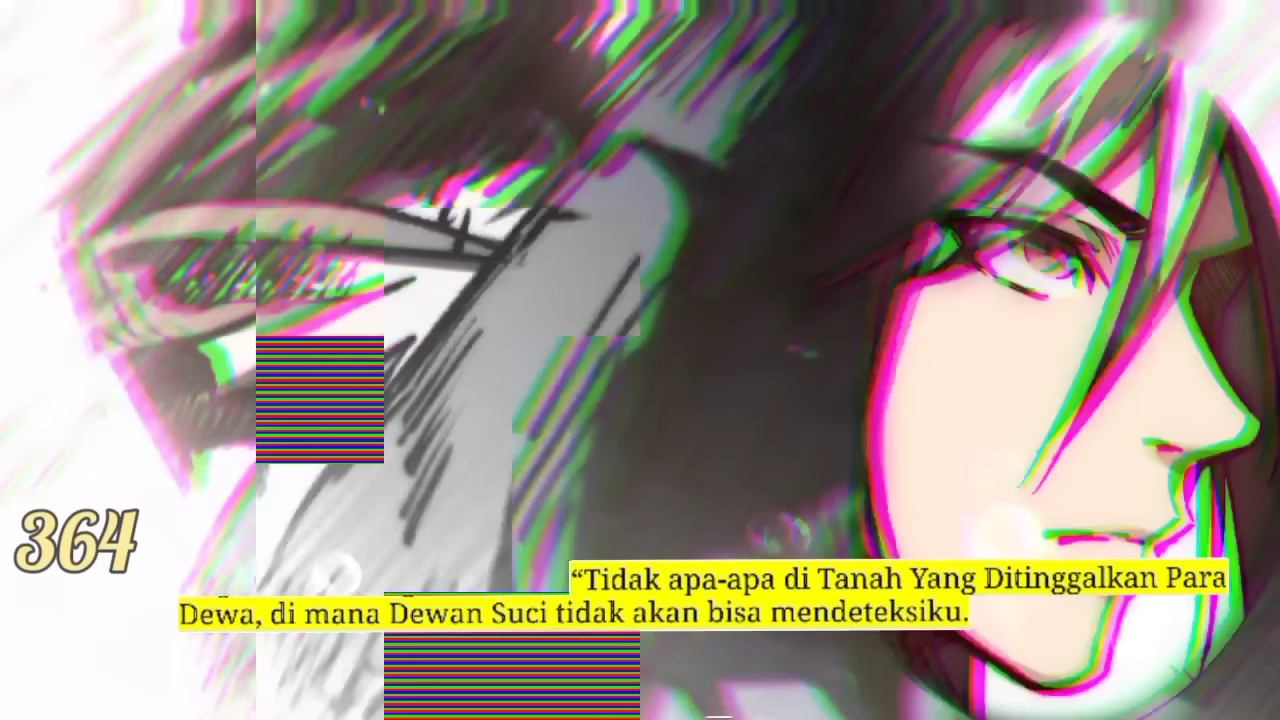 364
“Tidak apa-apa di Tanah Yang Ditinggalkan Para
Dewa, di mana Dewan Suci tidak akan bisa mendeteksiku.